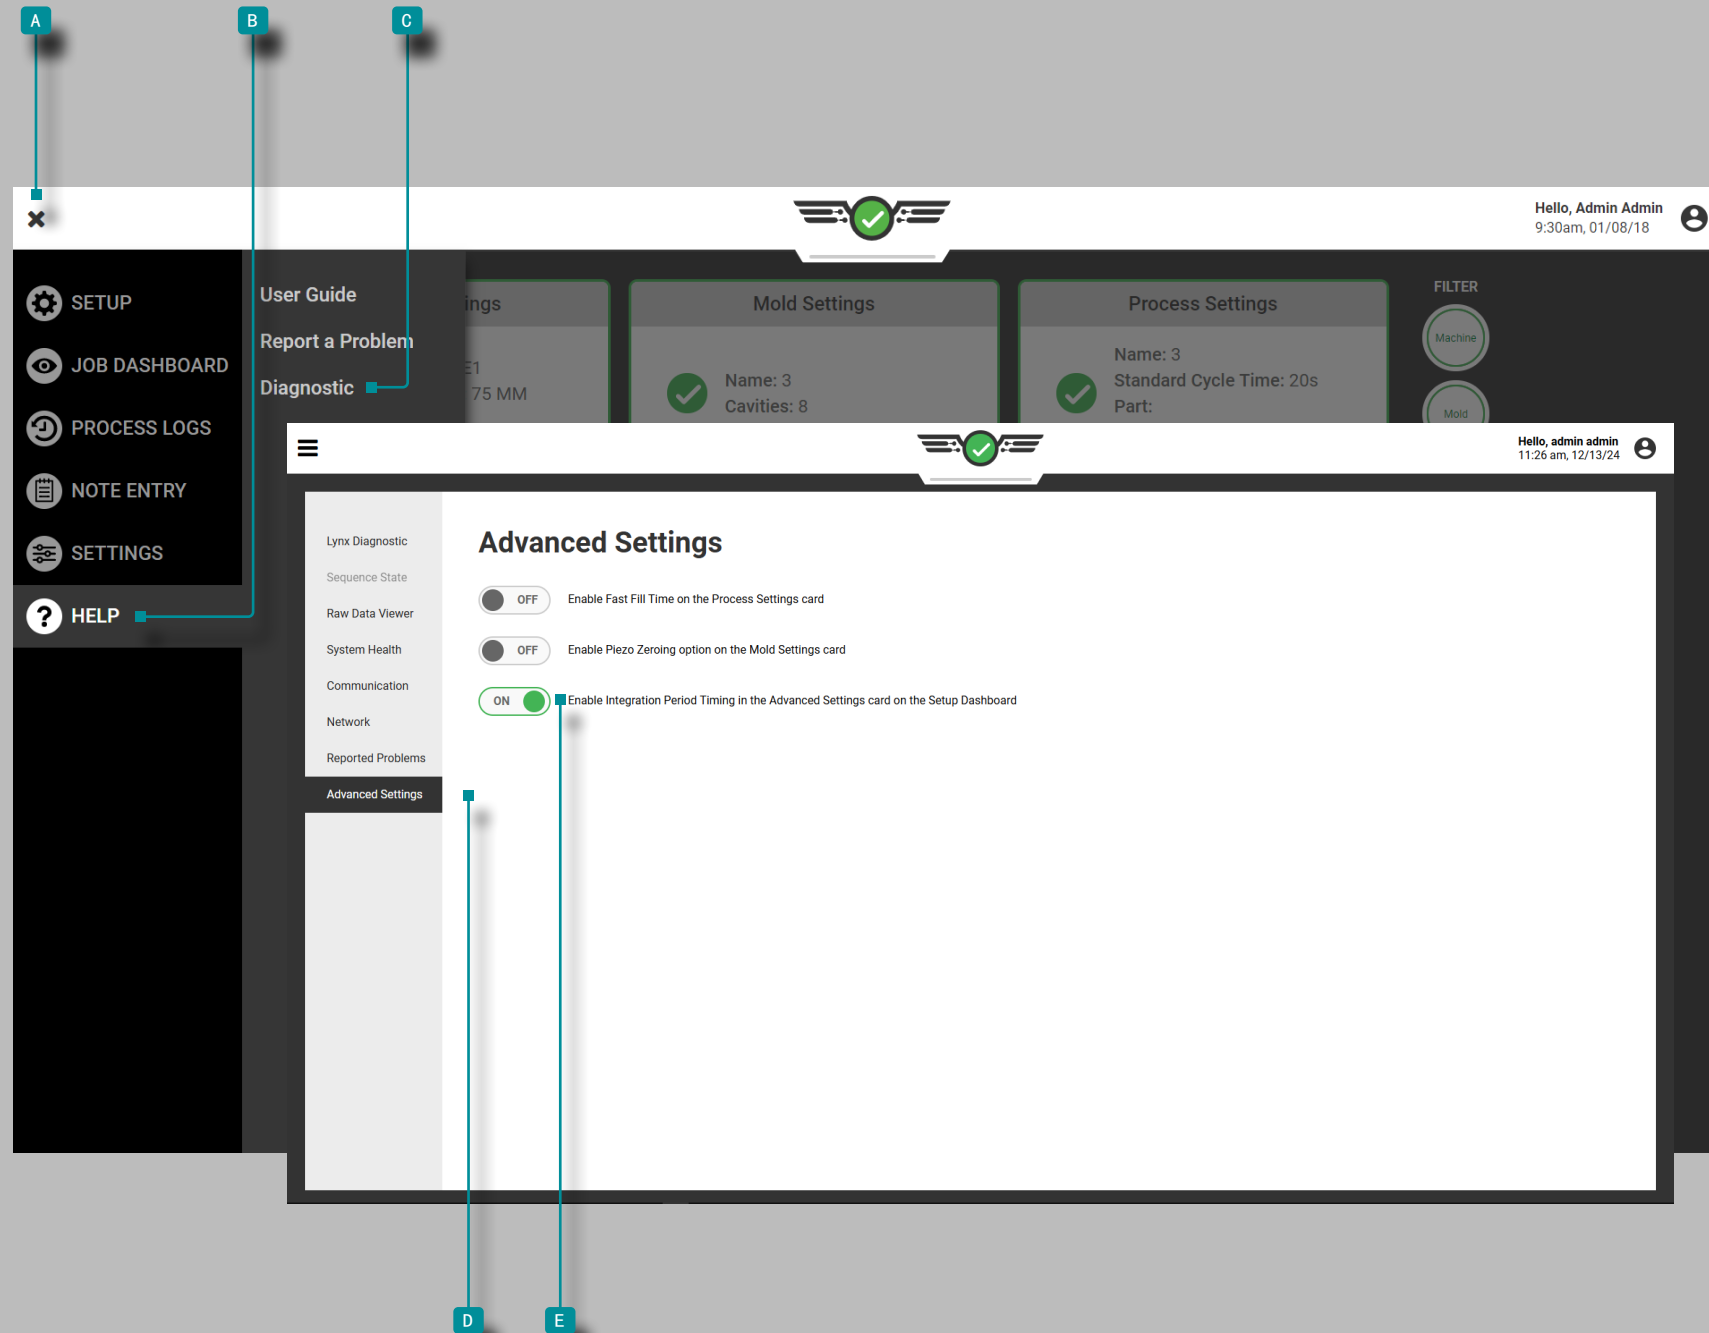 A
B
C
Hello, Admin Admin
9:30am, 01/08/18
SETUP
JOB DASHBOARD
PROCESS LOGS
NOTE ENTRY
SETTINGS
HELP
User Guide
Report a Problem
Diagnostic
ings
E1
75 MM
Mold Settings
Name: 3
Cavities: 8
Process Settings
Name: 3
Standard Cycle Time: 20s
Part:
FILTER
Machine
Mold
Hello, admin admin
11:26 am, 12/13/24
Lynx Diagnostic
Sequence State
Raw Data Viewer
System Health
Communication
Network
Reported Problems
Advanced Settings
Advanced Settings
OFF Enable Fast Fill Time on the Process Settings card
OFF Enable Piezo Zeroing option on the Mold Settings card
ON Enable Integration Period Timing in the Advanced Settings card on the Setup Dashboard
D
E